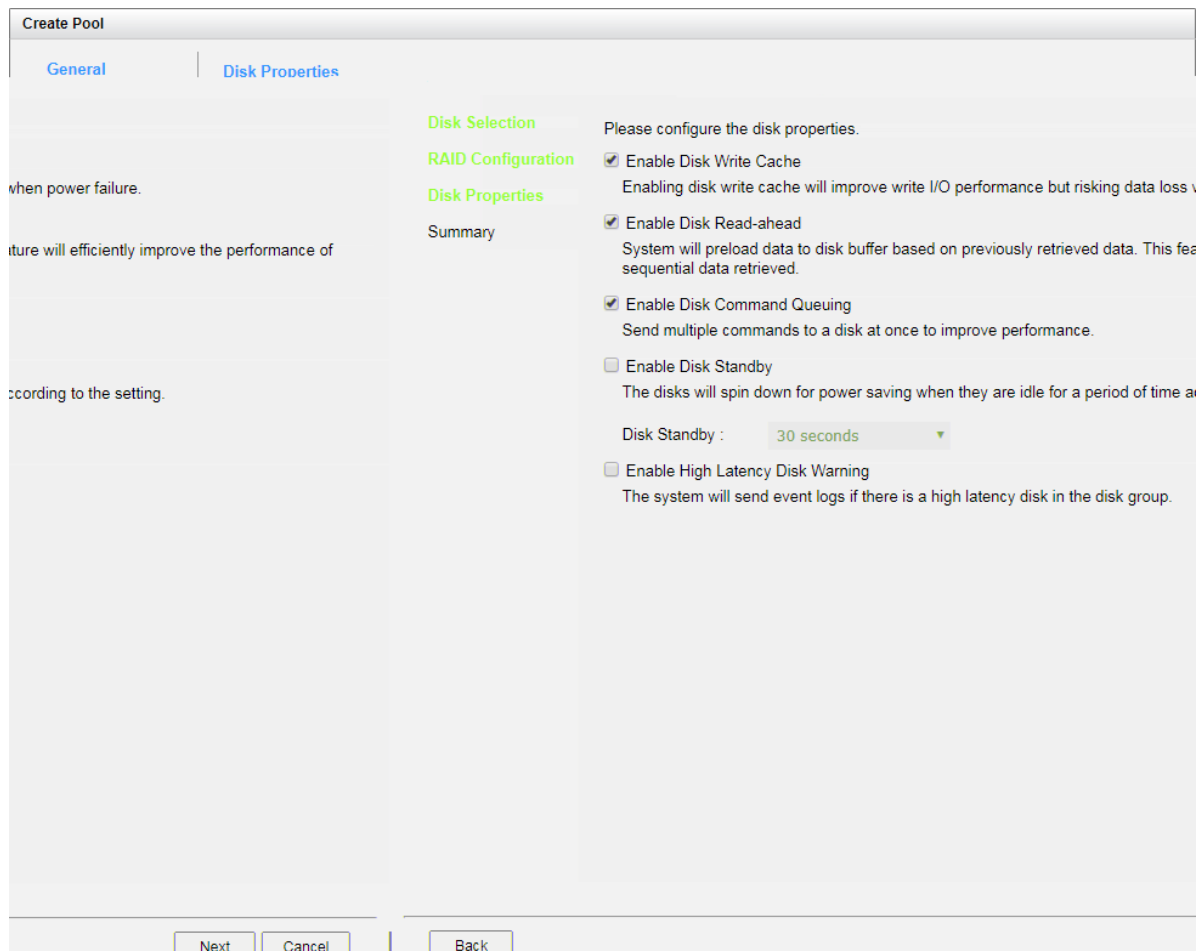 Create Pool
General
Disk Properties
Disk Selection
RAID Configuration
Disk Properties
Summary
Please configure the disk properties.
Enable Disk Write Cache
Enabling disk write cache will improve write I/O performance but risking data loss
when power failure.
Enable Disk Read-ahead
System will preload data to disk buffer based on previously retrieved data. This fea
ture will efficiently improve the performance of
sequential data retrieved.
Enable Disk Command Queuing
Send multiple commands to a disk at once to improve performance.
Enable Disk Standby
The disks will spin down for power saving when they are idle for a period of time a
ccording to the setting.
Disk Standby : 30 seconds
Enable High Latency Disk Warning
The system will send event logs if there is a high latency disk in the disk group.
Back
Next
Cancel